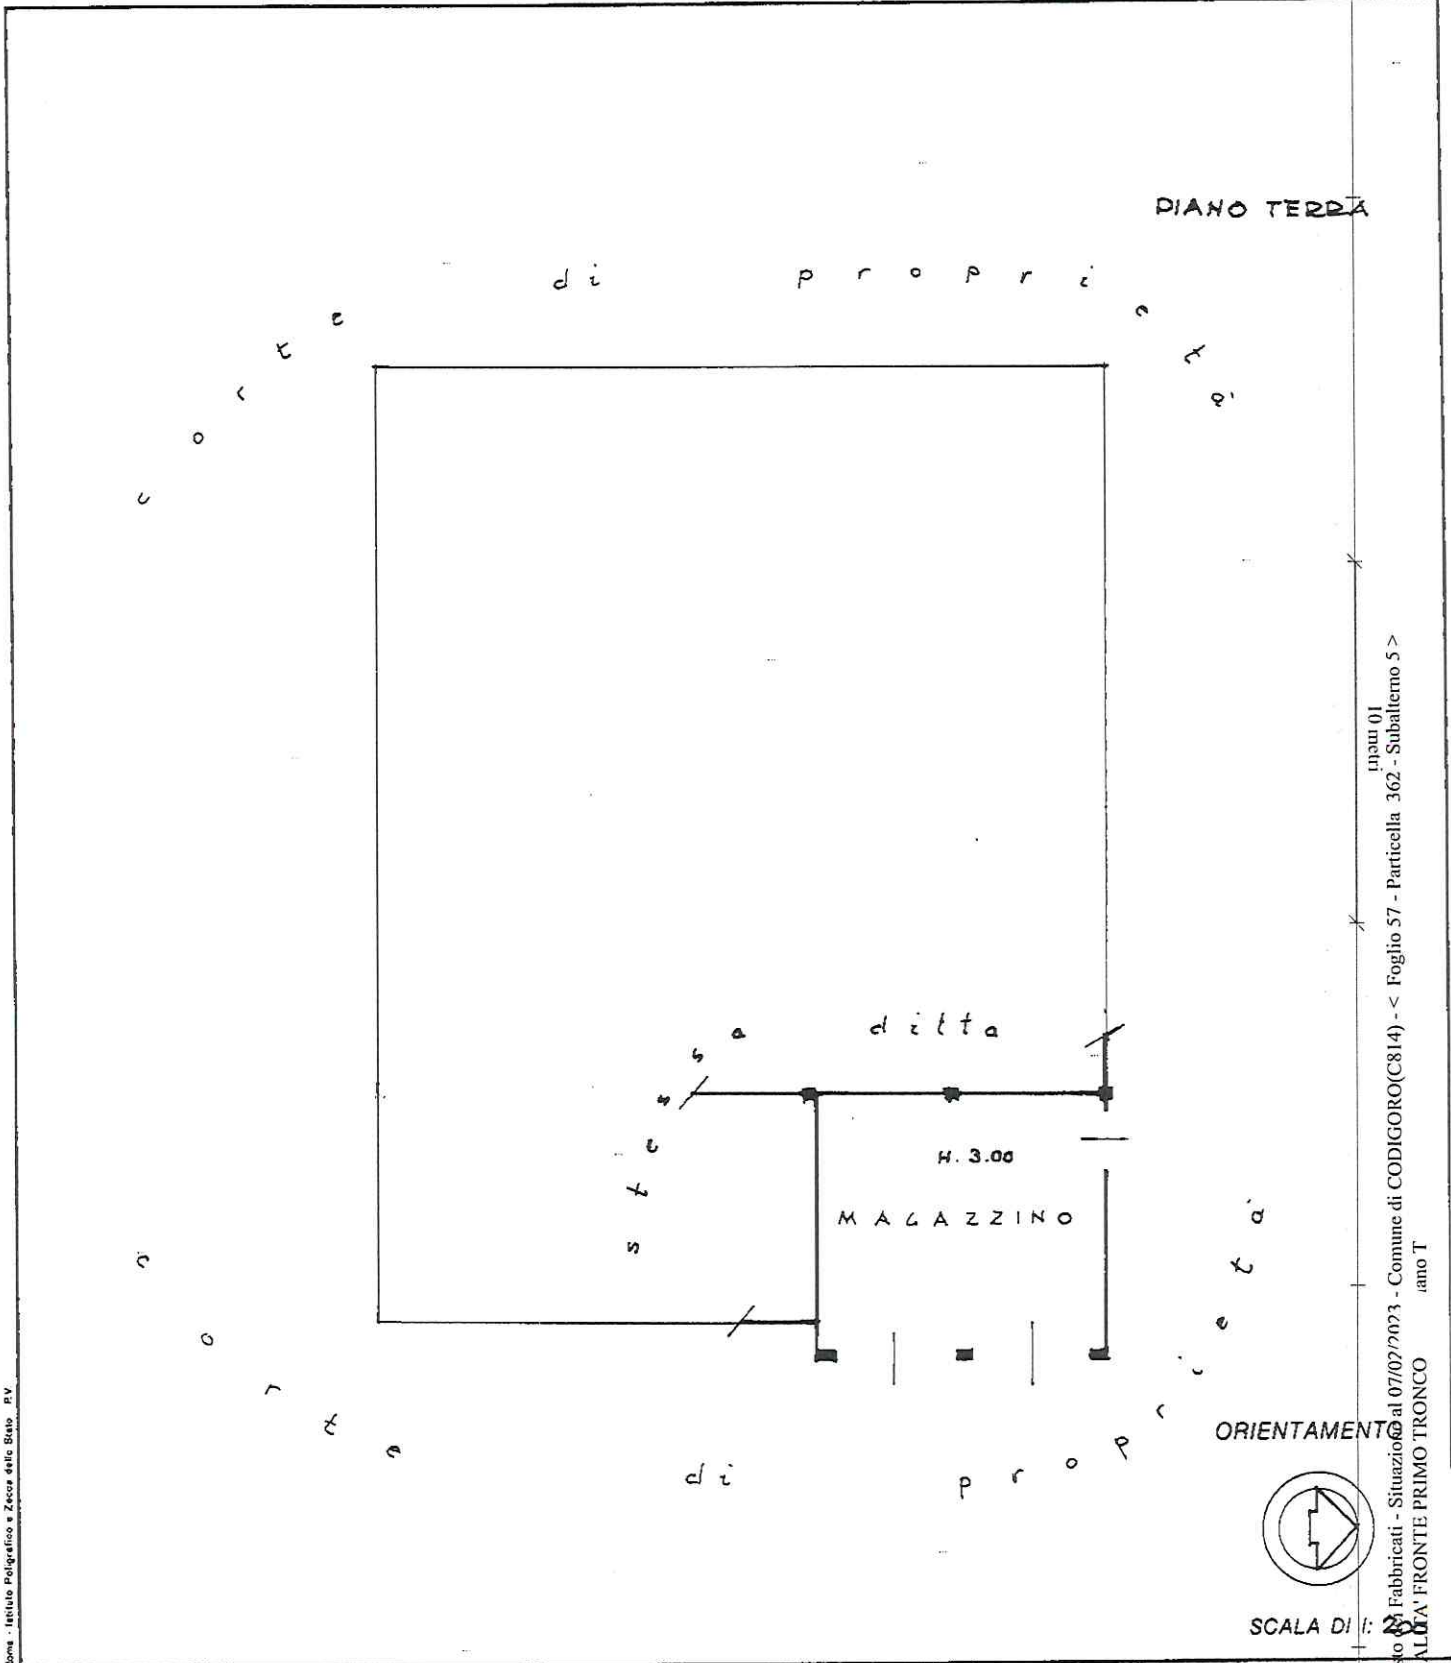 PIANO TERRA
corte di proprietà
stessa ditta
H. 3.00
MAGAZZINO
corte di proprietà
ORIENTAMENTO
SCALA DI 1: 200
10 metri
Fabbricati - Situazione al 07/02/2023 - Comune di CODIGORO(C814) - < Foglio 57 - Particella 362 - Subalterno 5 >
FRONTE PRIMO TRONCO
Istituto Poligrafico e Zecca dello Stato P.V.